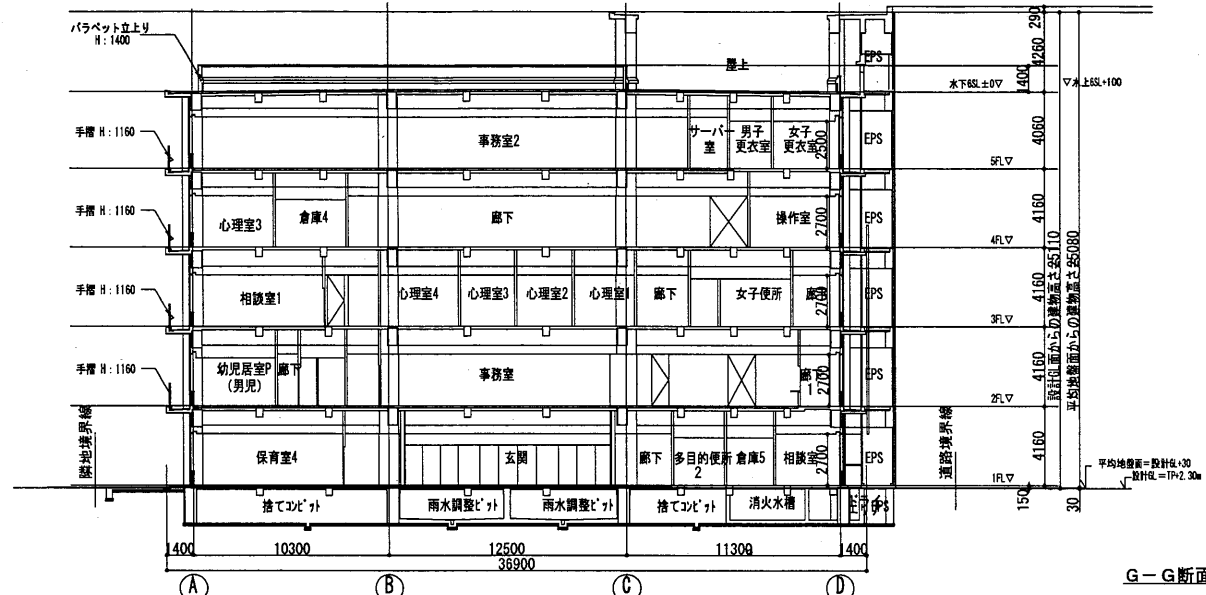 パラペット立上り
H：1400
屋上
EPS
290
4260
1400
水下6SL±0▽
▽水上6SL+100
手摺 H：1160
事務室2
サーバー
室
男子
更衣室
女子
更衣室
2500
EPS
4060
5FL▽
手摺 H：1160
心理室3
倉庫4
廊下
操作室
2700
EPS
4160
4FL▽
手摺 H：1160
相談室1
心理室4
心理室3
心理室2
心理室1
廊下
女子便所
2700
EPS
4160
3FL▽
設計GL面からの建物高さ=25110
平均地盤面からの建物高さ=25080
手摺 H：1160
幼児居室P
(男児)
廊下
事務室
廊下
1
2700
EPS
4160
2FL▽
隣地境界線
保育室4
玄関
廊下
多目的便所
2
倉庫5
相談室
2700
EPS
道路境界線
4160
1FL▽
平均地盤面＝設計GL+30
設計GL＝TP+2.30m
150
30
捨てコンピット
雨水調整ピット
雨水調整ピット
捨てコンピット
消火水槽
EPS
1400
10300
12500
11300
1400
36900
A
B
C
D
G－G断面